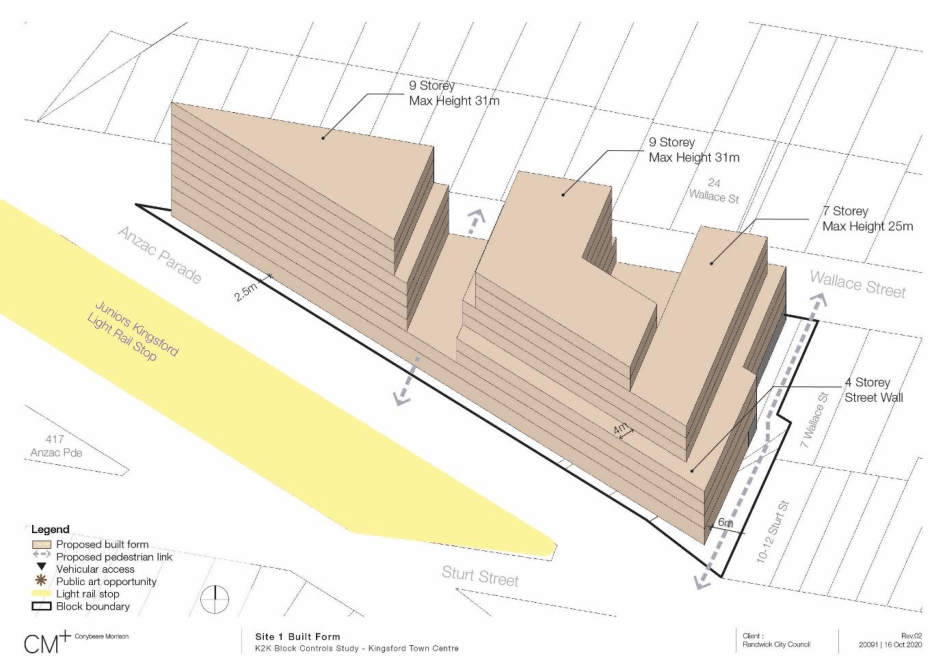 9 Storey
Max Height 31m
9 Storey
Max Height 31m
24
Wallace St
7 Storey
Max Height 25m
Anzac Parade
Wallace Street
2.5m
Juniors Kingsford
Light Rail Stop
4 Storey
Street Wall
4m
7 Wallace St
417
Anzac Pde
6m
10-12 Sturt St
Sturt Street
Legend
Proposed built form
Proposed pedestrian link
Vehicular access
Public art opportunity
Light rail stop
Block boundary
CM+ Conybeare Morrison
Site 1 Built Form
K2K Block Controls Study - Kingsford Town Centre
Client :
Randwick City Council
Rev.02
20091 | 16 Oct 2020